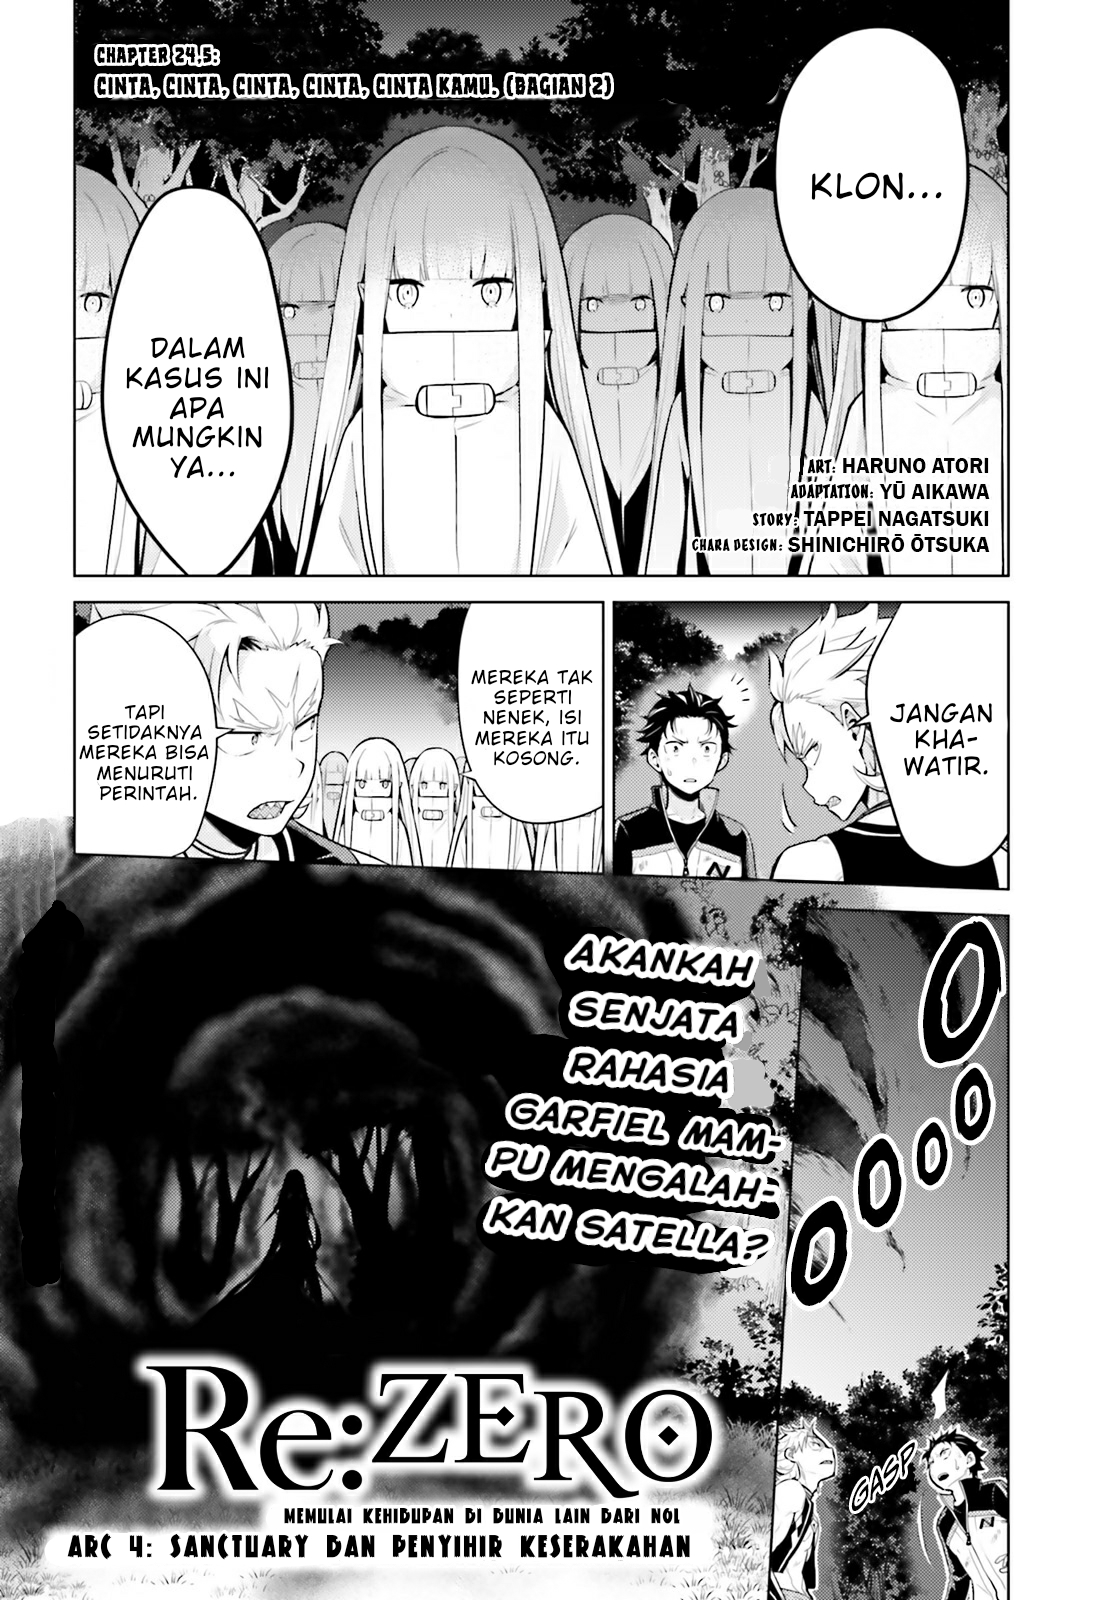 CHAPTER 24,5:
CINTA, CINTA, CINTA, CINTA, CINTA KAMU. (BAGIAN 2)
KLON...
DALAM
KASUS INI
APA
MUNGKIN
YA...
ART: HARUNO ATORI
ADAPTATION: YŪ AIKAWA
STORY: TAPPEI NAGATSUKI
CHARA DESIGN: SHINICHIRŌ ŌTSUKA
JANGAN
KHA-
WATIR.
MEREKA TAK
SEPERTI
NENEK, ISI
MEREKA ITU
KOSONG.
TAPI
SETIDAKNYA
MEREKA BISA
MENURUTI
PERINTAH.
OOOOO
AKANKAH
SENJATA
RAHASIA
GARFIEL MAM-
PU MENGALAH-
KAN SATELLA?
GASP
N
Re:ZERO
MEMULAI KEHIDUPAN DI DUNIA LAIN DARI NOL
ARC 4: SANCTUARY DAN PENYIHIR KESERAKAHAN